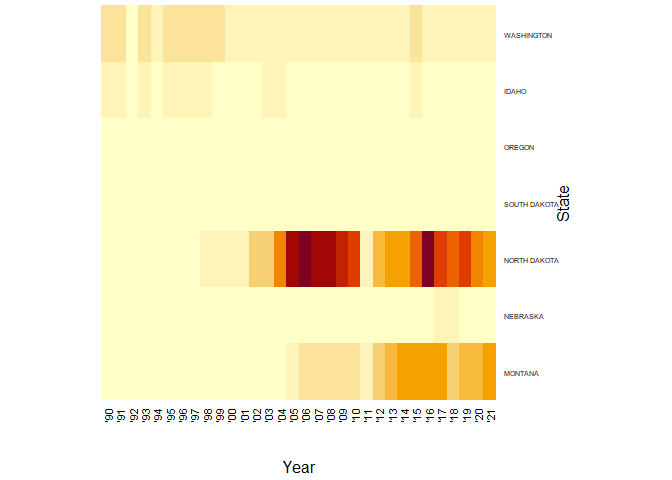 WASHINGTON
IDAHO
OREGON
SOUTH DAKOTA
State
NORTH DAKOTA
NEBRASKA
MONTANA
'90 '91 '92 '93 '94 '95 '96 '97 '98 '99 '00 '01 '02 '03 '04 '05 '06 '07 '08 '09 '10 '11 '12 '13 '14 '15 '16 '17 '18 '19 '20 '21
Year